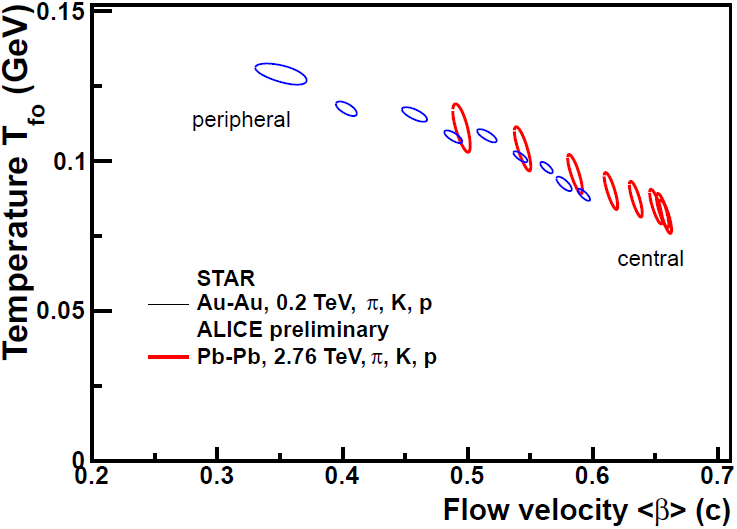 0.15
Temperature T_fo (GeV)
peripheral
0.1
central
STAR
Au-Au, 0.2 TeV, π, K, p
0.05
ALICE preliminary
Pb-Pb, 2.76 TeV, π, K, p
0
0.2 0.3 0.4 0.5 0.6 0.7
Flow velocity <β> (c)